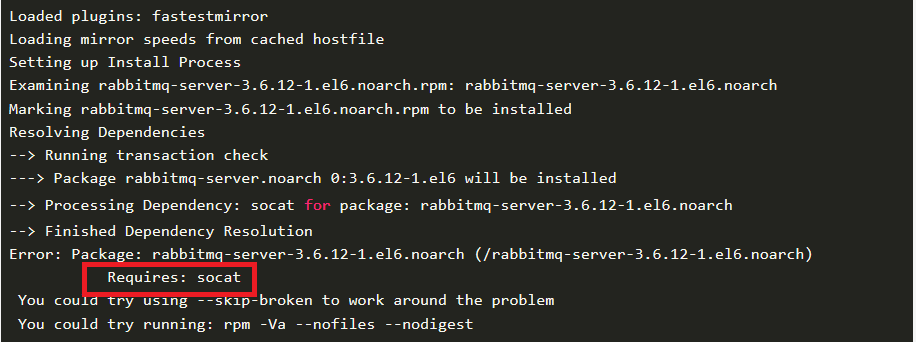 Loaded plugins: fastestmirror
Loading mirror speeds from cached hostfile
Setting up Install Process
Examining rabbitmq-server-3.6.12-1.el6.noarch.rpm: rabbitmq-server-3.6.12-1.el6.noarch
Marking rabbitmq-server-3.6.12-1.el6.noarch.rpm to be installed
Resolving Dependencies
--> Running transaction check
---> Package rabbitmq-server.noarch 0:3.6.12-1.el6 will be installed
--> Processing Dependency: socat for package: rabbitmq-server-3.6.12-1.el6.noarch
--> Finished Dependency Resolution
Error: Package: rabbitmq-server-3.6.12-1.el6.noarch (/rabbitmq-server-3.6.12-1.el6.noarch)
Requires: socat
You could try using --skip-broken to work around the problem
You could try running: rpm -Va --nofiles --nodigest